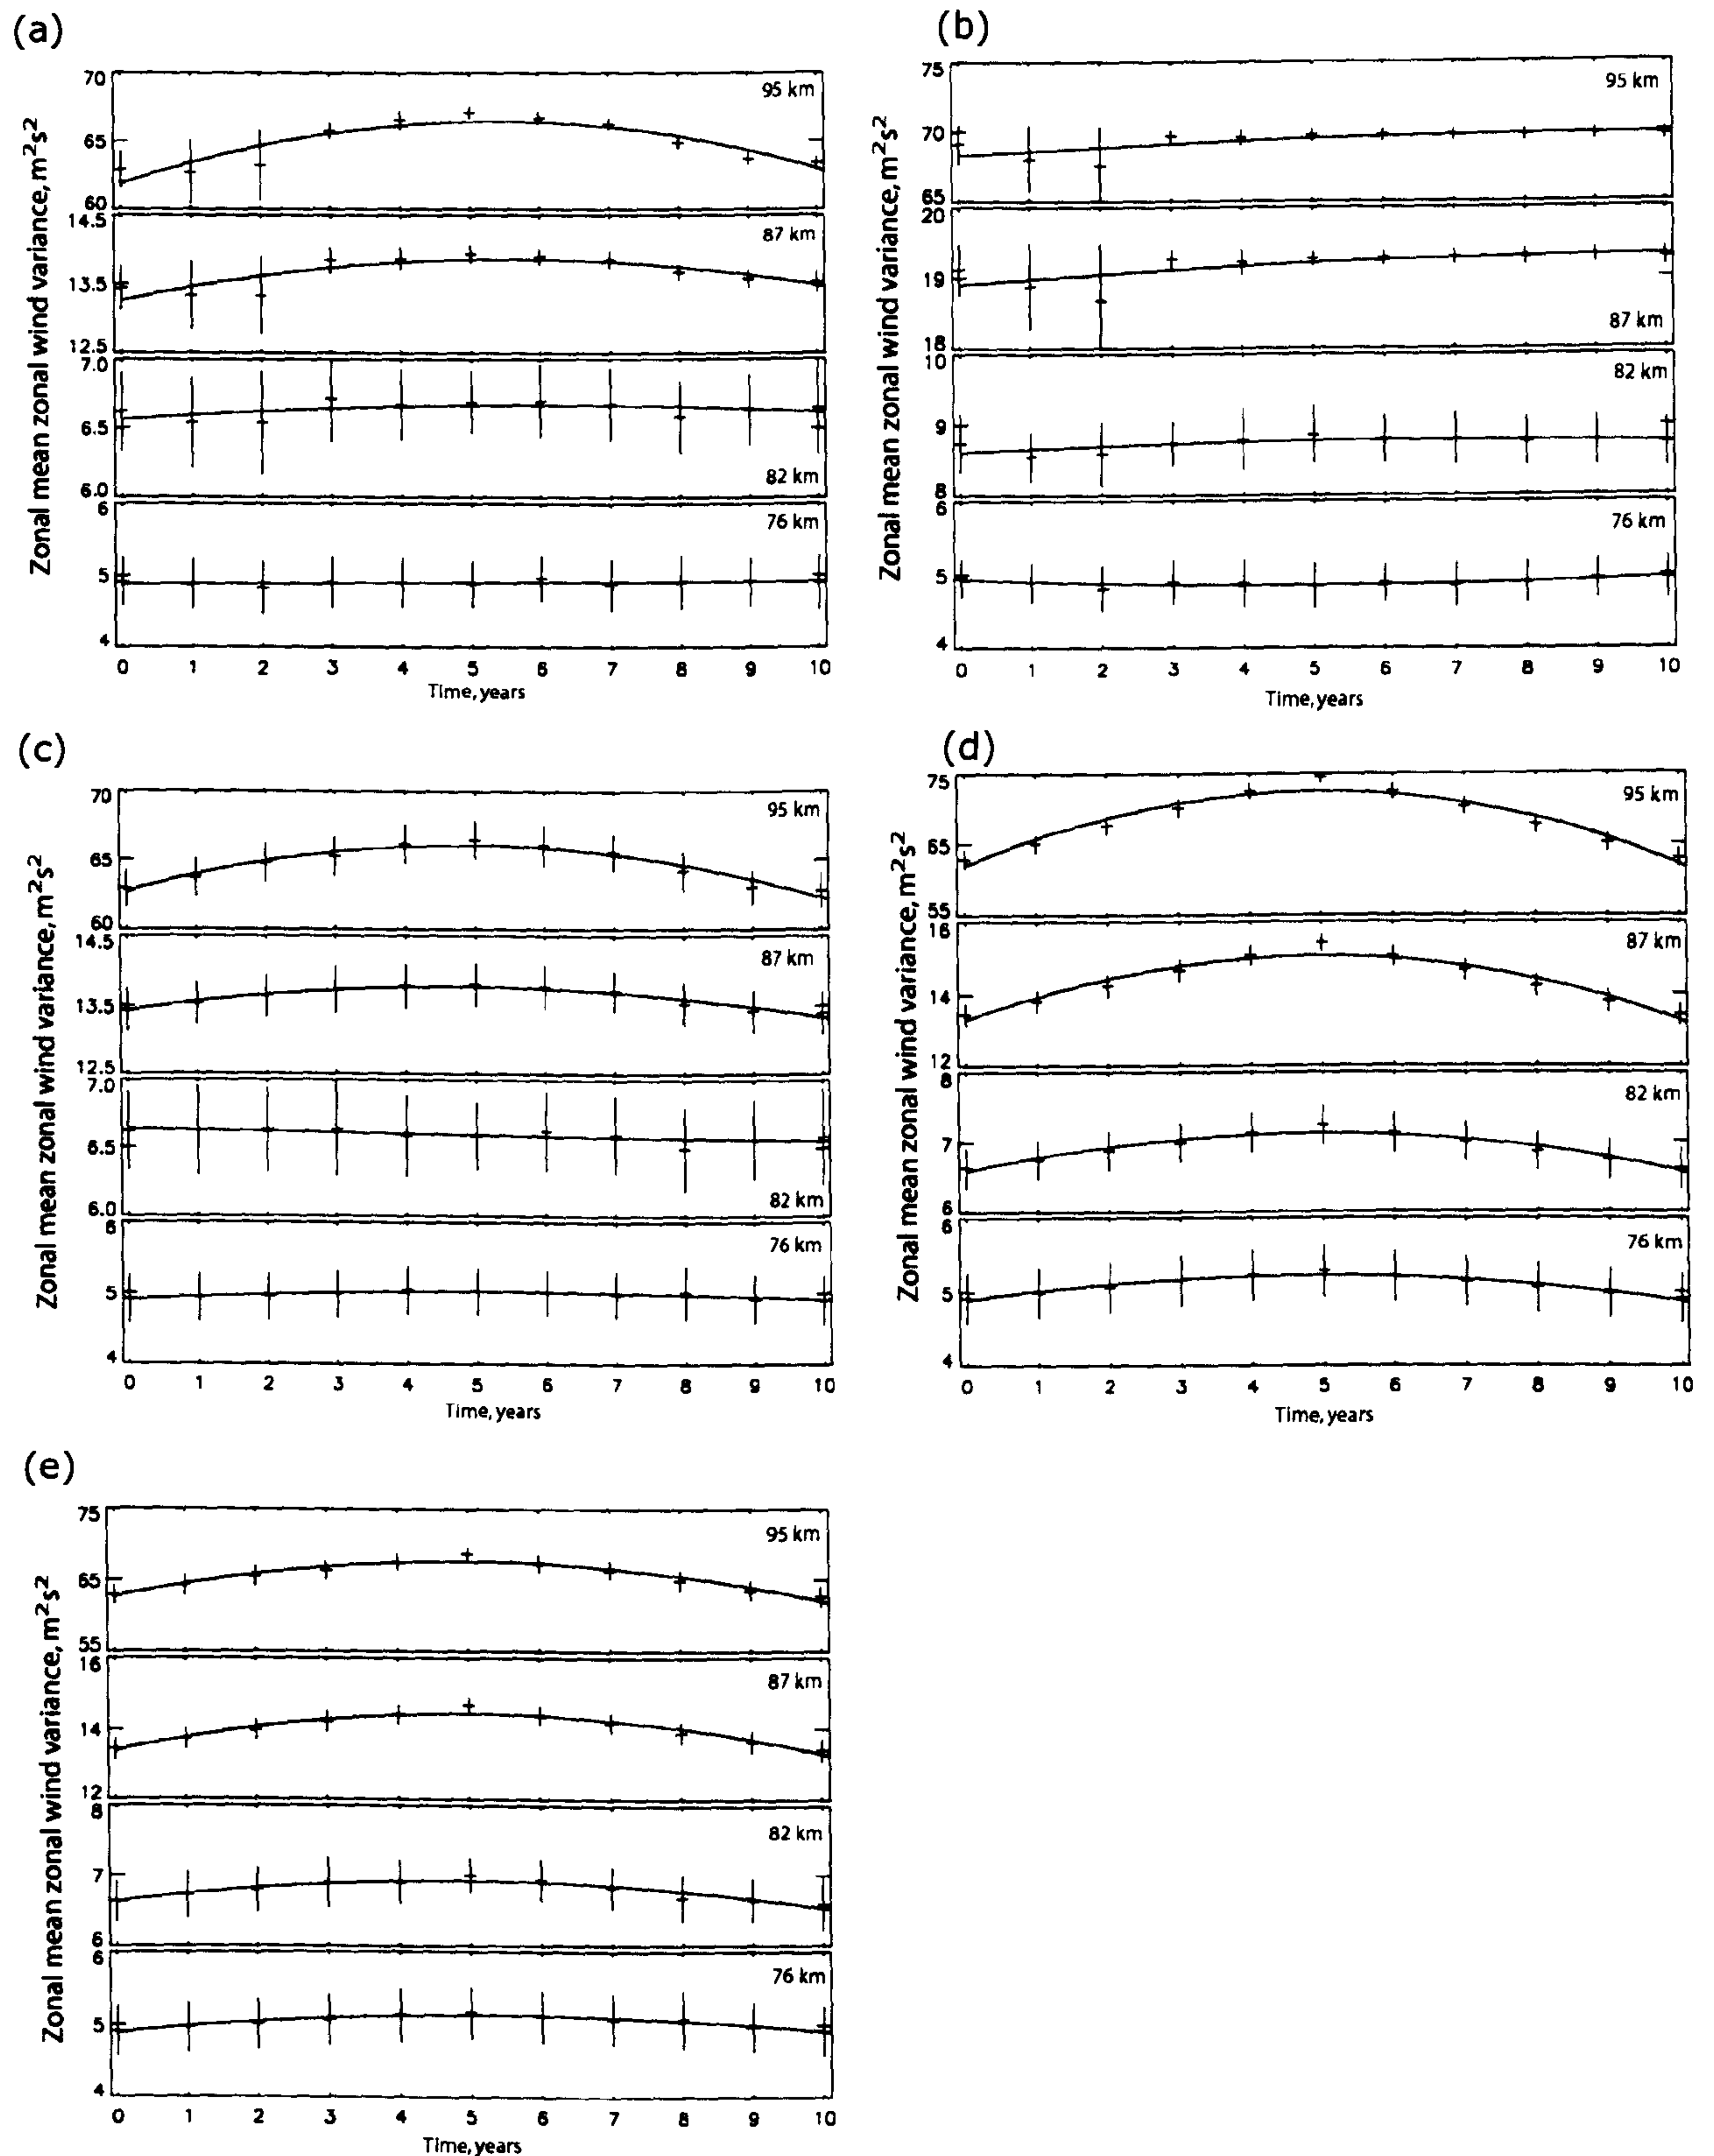 (a)
Zonal mean zonal wind variance, m²s²
70
65
60
95 km
14.5
13.5
12.5
87 km
7.0
6.5
6.0
82 km
6
5
4
76 km
0 1 2 3 4 5 6 7 8 9 10
Time, years
(b)
Zonal mean zonal wind variance, m²s²
75
70
65
95 km
20
19
18
87 km
10
9
8
82 km
6
5
4
76 km
0 1 2 3 4 5 6 7 8 9 10
Time, years
(c)
Zonal mean zonal wind variance, m²s²
70
65
60
95 km
14.5
13.5
12.5
87 km
7.0
6.5
6.0
82 km
6
5
4
76 km
0 1 2 3 4 5 6 7 8 9 10
Time, years
(d)
Zonal mean zonal wind variance, m²s²
75
65
55
95 km
16
14
12
87 km
8
7
6
82 km
6
5
4
76 km
0 1 2 3 4 5 6 7 8 9 10
Time, years
(e)
Zonal mean zonal wind variance, m²s²
75
65
55
95 km
16
14
12
87 km
8
7
6
82 km
6
5
4
76 km
0 1 2 3 4 5 6 7 8 9 10
Time, years